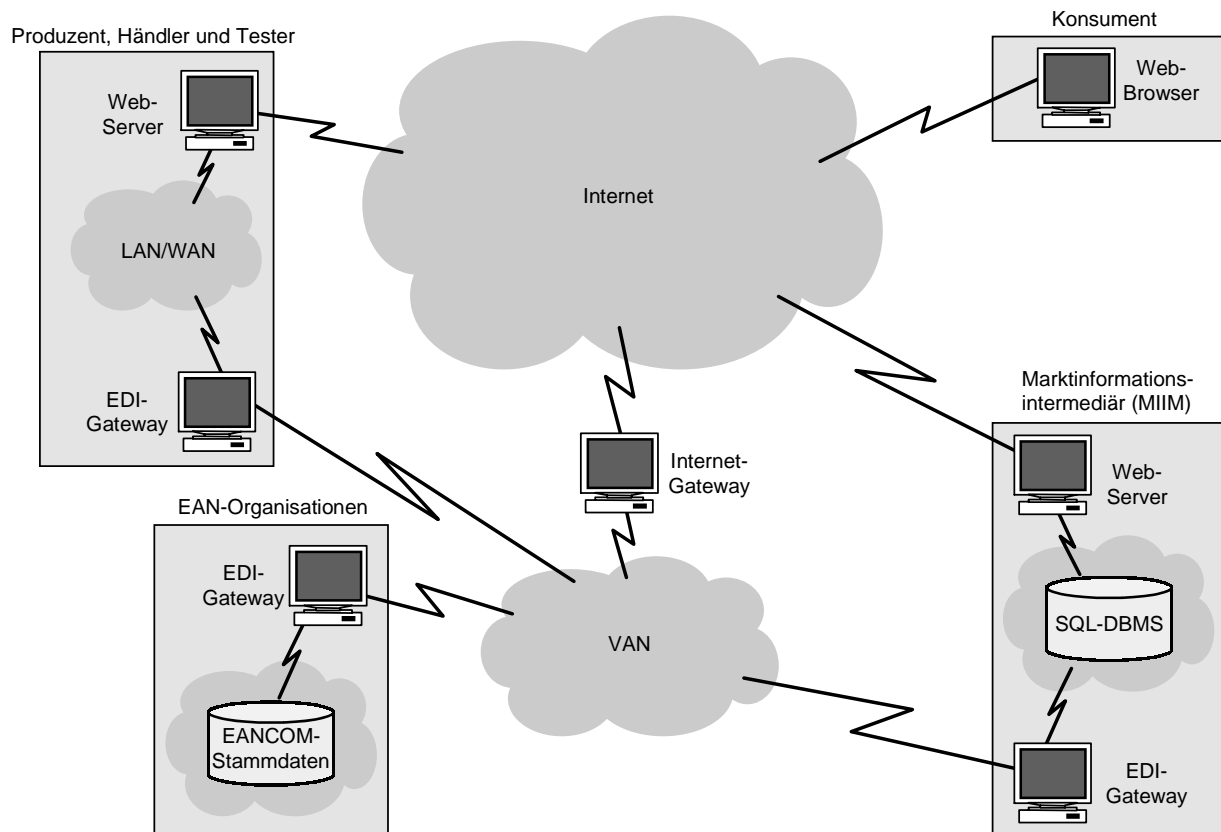 Produzent, Händler und Tester
Web-
Server
LAN/WAN
EDI-
Gateway
EAN-Organisationen
EDI-
Gateway
EANCOM-
Stammdaten
Internet
Internet-
Gateway
VAN
Konsument
Web-
Browser
Marktinformations-
intermediär (MIIM)
Web-
Server
SQL-DBMS
EDI-
Gateway